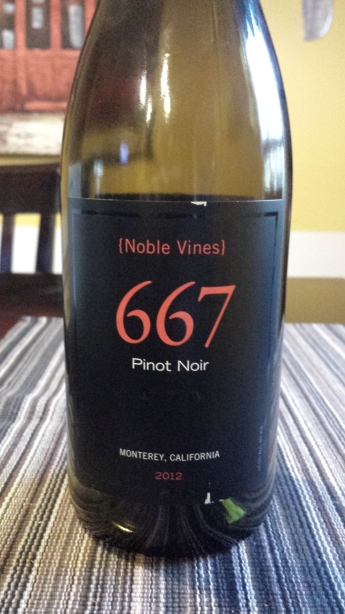 {Noble Vines}
667
Pinot Noir
MONTEREY, CALIFORNIA
2012